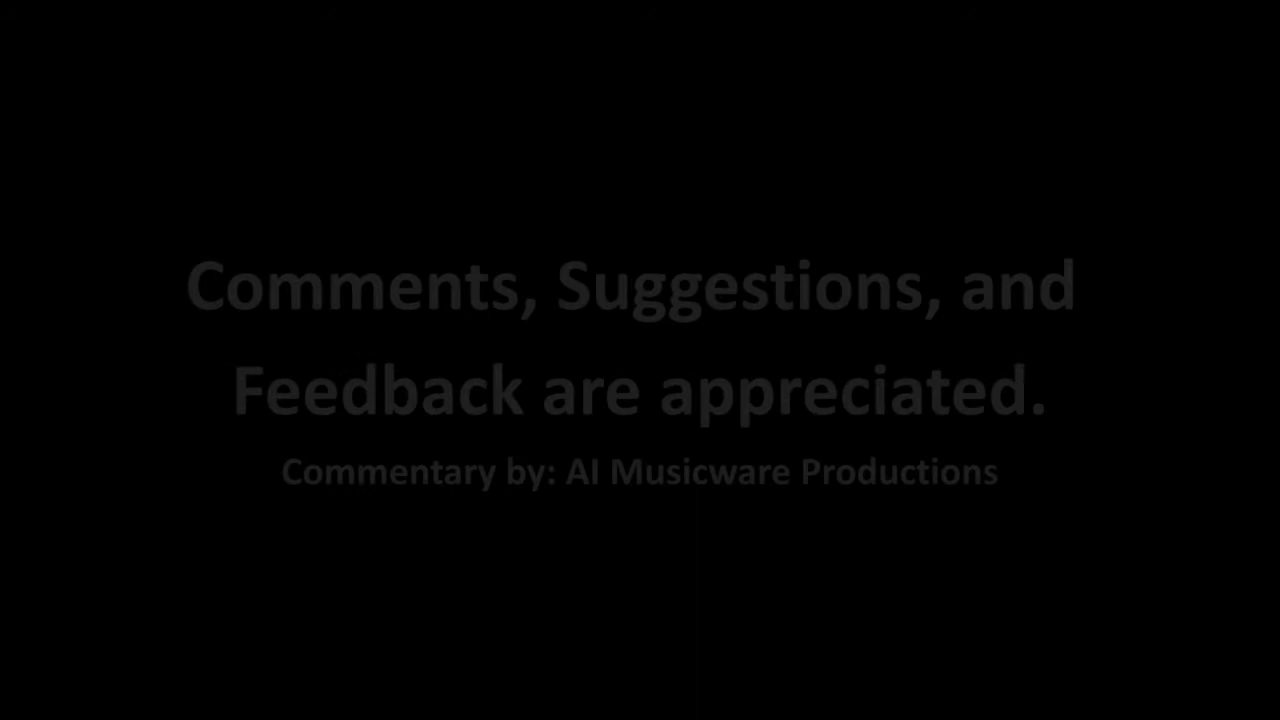 Comments, Suggestions, and
Feedback are appreciated.
Commentary by: AI Musicware Productions